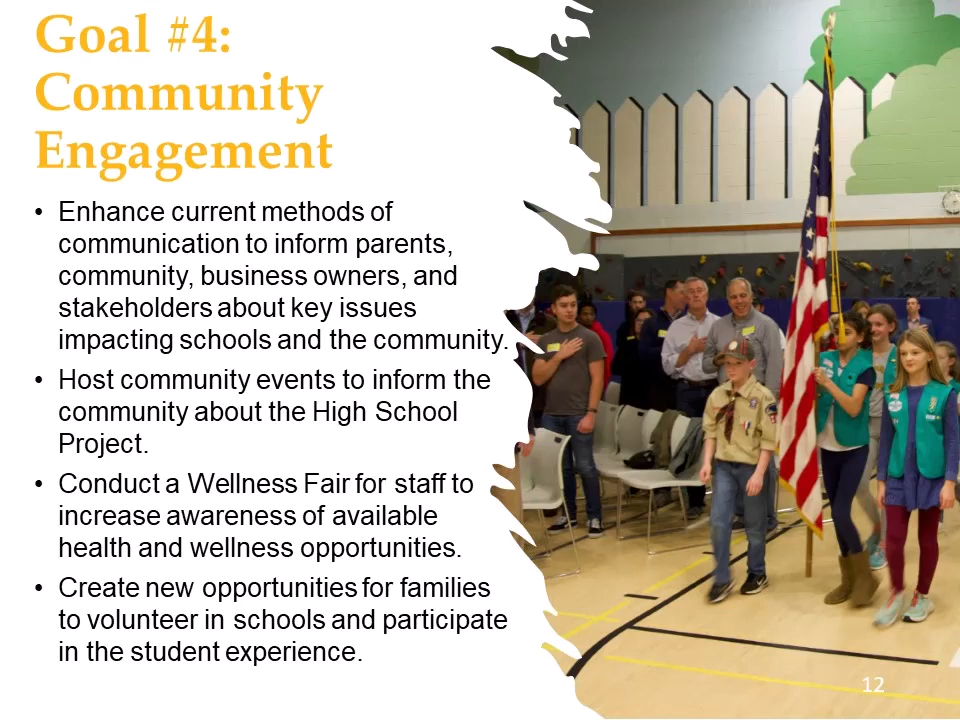 Goal #4:
Community
Engagement
• Enhance current methods of
communication to inform parents,
community, business owners, and
stakeholders about key issues
impacting schools and the community.
• Host community events to inform the
community about the High School
Project.
• Conduct a Wellness Fair for staff to
increase awareness of available
health and wellness opportunities.
• Create new opportunities for families
to volunteer in schools and participate
in the student experience.
12